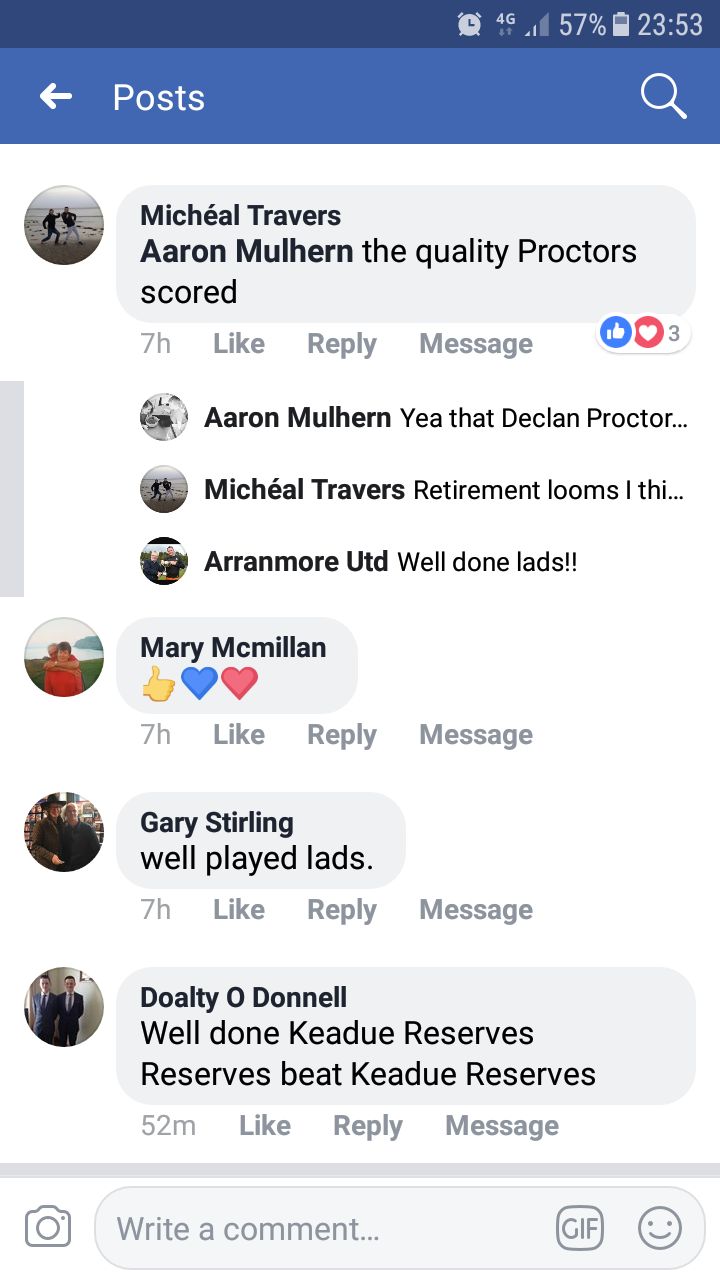 4G 57% 23:53
Posts
Michéal Travers
Aaron Mulhern the quality Proctors
scored
7h Like Reply Message 3
Aaron Mulhern Yea that Declan Proctor...
Michéal Travers Retirement looms I thi...
Arranmore Utd Well done lads!!
Mary Mcmillan
👍💙❤️
7h Like Reply Message
Gary Stirling
well played lads.
7h Like Reply Message
Doalty O Donnell
Well done Keadue Reserves
Reserves beat Keadue Reserves
52m Like Reply Message
Write a comment...
GIF